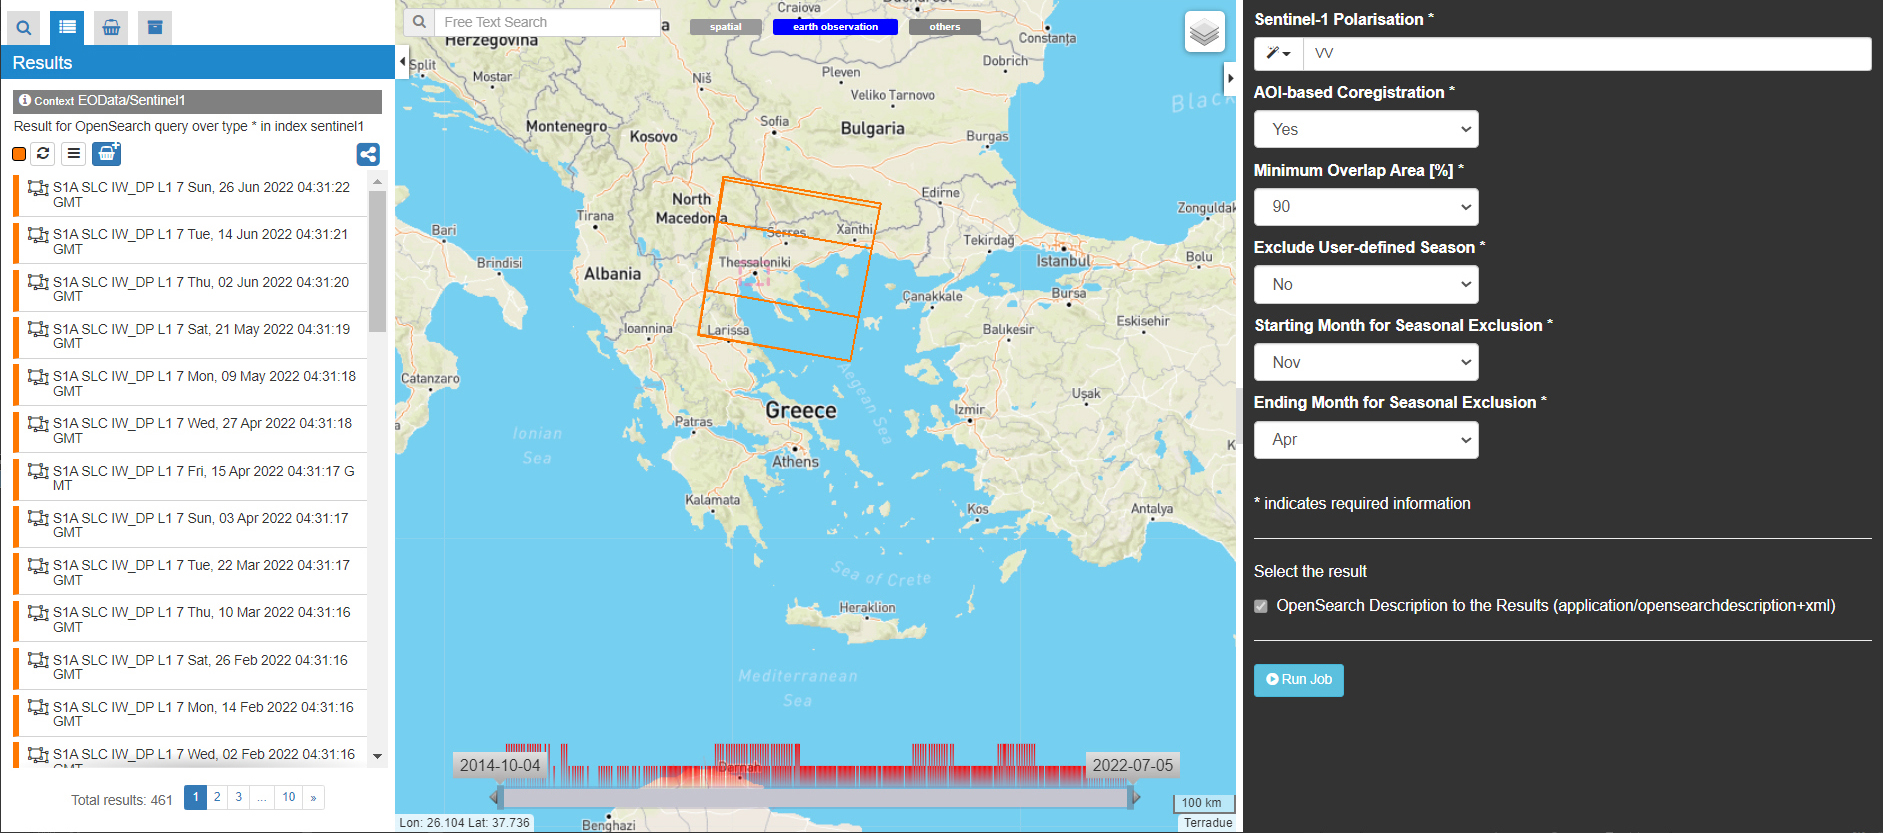 Results
Context EOData/Sentinel1
Result for OpenSearch query over type * in index sentinel1
S1A SLC IW_DP L1 7 Sun, 26 Jun 2022 04:31:22
GMT
S1A SLC IW_DP L1 7 Tue, 14 Jun 2022 04:31:21
GMT
S1A SLC IW_DP L1 7 Thu, 02 Jun 2022 04:31:20
GMT
S1A SLC IW_DP L1 7 Sat, 21 May 2022 04:31:19
GMT
S1A SLC IW_DP L1 7 Mon, 09 May 2022 04:31:18
GMT
S1A SLC IW_DP L1 7 Wed, 27 Apr 2022 04:31:18
GMT
S1A SLC IW_DP L1 7 Fri, 15 Apr 2022 04:31:17 G
MT
S1A SLC IW_DP L1 7 Sun, 03 Apr 2022 04:31:17
GMT
S1A SLC IW_DP L1 7 Tue, 22 Mar 2022 04:31:17
GMT
S1A SLC IW_DP L1 7 Thu, 10 Mar 2022 04:31:16
GMT
S1A SLC IW_DP L1 7 Sat, 26 Feb 2022 04:31:16
GMT
S1A SLC IW_DP L1 7 Mon, 14 Feb 2022 04:31:16
GMT
S1A SLC IW_DP L1 7 Wed, 02 Feb 2022 04:31:16
GMT
Total results: 461
1 2 3 ... 10 »
Free Text Search
spatial
earth observation
others
Craiova
Constanța
Herzegovina
Split
Dobrich
Mostar
Niš
Pleven
Veliko Tarnovo
Black
Montenegro
Kosovo
Sofia
Bulgaria
Burgas
North
Macedonia
Edirne
Zonguldak
Tirana
Serres
Xanthi
Bari
Tekirdağ
Istanbul
Bolu
Brindisi
Albania
Thessaloniki
Çanakkale
Bursa
Ioannina
Larissa
Balıkesir
Eskisehir
Catanzaro
Aegean Sea
Uşak
Greece
Izmir
Patras
Ionian
Sea
Athens
Kalamata
Kos
Antalya
Sea of Crete
Heraklion
Mediterranean
Sea
2014-10-04
Darnah
2022-07-05
100 km
Lon: 26.104 Lat: 37.736
Benghazi
Terradue
Sentinel-1 Polarisation *
VV
AOI-based Coregistration *
Yes
Minimum Overlap Area [%] *
90
Exclude User-defined Season *
No
Starting Month for Seasonal Exclusion *
Nov
Ending Month for Seasonal Exclusion *
Apr
* indicates required information
Select the result
OpenSearch Description to the Results (application/opensearchdescription+xml)
Run Job